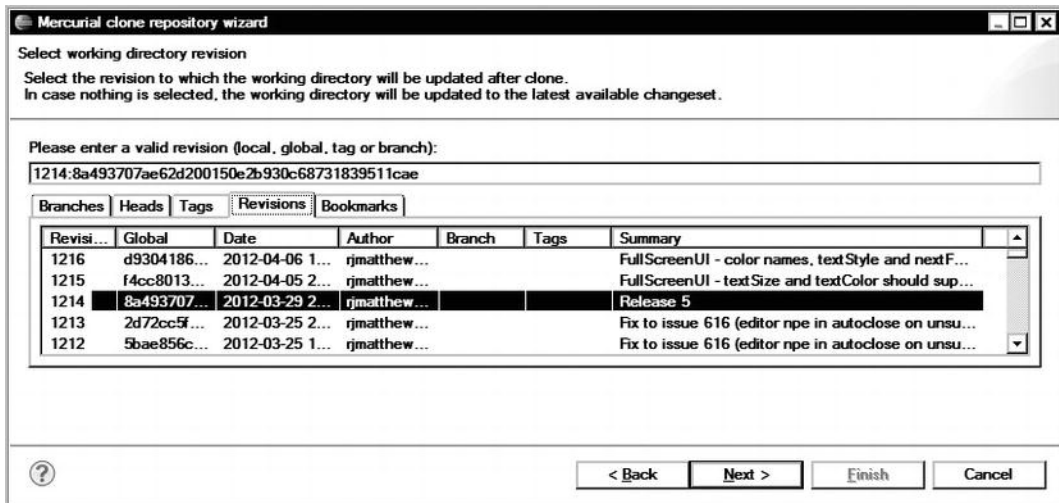 Mercurial clone repository wizard
Select working directory revision
Select the revision to which the working directory will be updated after clone.
In case nothing is selected, the working directory will be updated to the latest available changeset.
Please enter a valid revision (local, global, tag or branch):
1214:8a493707ae62d200150e2b930c68731839511cae
Branches Heads Tags Revisions Bookmarks
Revisi... Global Date Author Branch Tags Summary
1216 d9304186... 2012-04-06 1... rjmatthew... FullScreenUI - color names, textStyle and nextF...
1215 f4cc8013... 2012-04-05 2... rjmatthew... FullScreenUI - textSize and textColor should sup...
1214 8a493707... 2012-03-29 2... rjmatthew... Release 5
1213 2d72cc5f... 2012-03-25 2... rjmatthew... Fix to issue 616 (editor npe in autoclose on unsu...
1212 5bae856c... 2012-03-25 1... rjmatthew... Fix to issue 616 (editor npe in autoclose on unsu...
? < Back Next > Finish Cancel